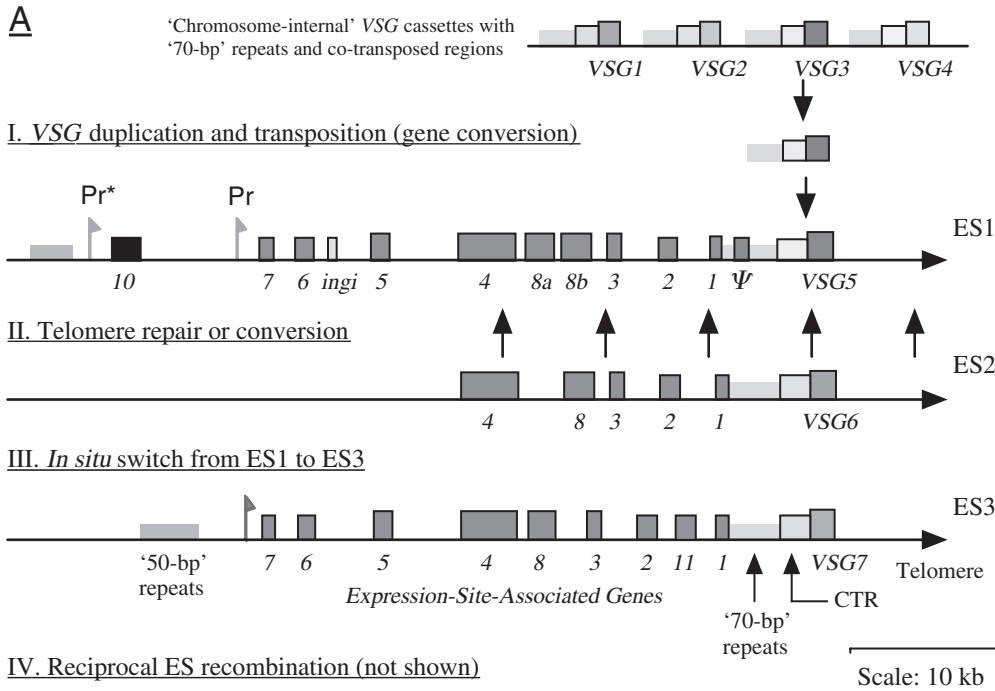 A
‘Chromosome-internal’ VSG cassettes with
‘70-bp’ repeats and co-transposed regions
VSG1 VSG2 VSG3 VSG4
I. VSG duplication and transposition (gene conversion)
Pr* Pr
ES1
10 7 6 ingi 5 4 8a 8b 3 2 1 Ψ VSG5
II. Telomere repair or conversion
ES2
4 8 3 2 1 VSG6
III. In situ switch from ES1 to ES3
ES3
‘50-bp’
repeats
7 6 5 4 8 3 2 11 1 VSG7
Telomere
Expression-Site-Associated Genes
CTR
‘70-bp’
repeats
IV. Reciprocal ES recombination (not shown)
Scale: 10 kb